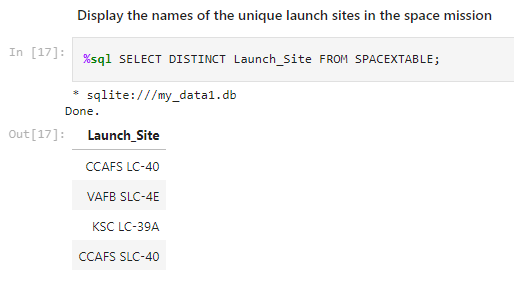 Display the names of the unique launch sites in the space mission
In [17]: %sql SELECT DISTINCT Launch_Site FROM SPACEXTABLE;
* sqlite:///my_data1.db
Done.
Out[17]: Launch_Site
CCAFS LC-40
VAFB SLC-4E
KSC LC-39A
CCAFS SLC-40